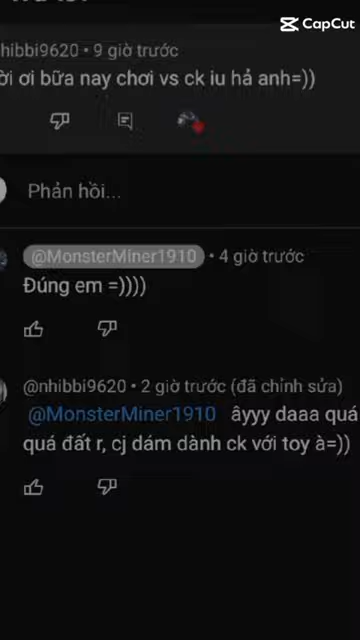 CapCut
nhibbi9620 • 9 giờ trước
ời ơi bữa nay chơi vs ck iu hả anh=))
Phản hồi...
@MonsterMiner1910 • 4 giờ trước
Đúng em =))))
@nhibbi9620 • 2 giờ trước (đã chỉnh sửa)
@MonsterMiner1910 âyyy daaa quá
quá đất r, cj dám dành ck với toy à=))